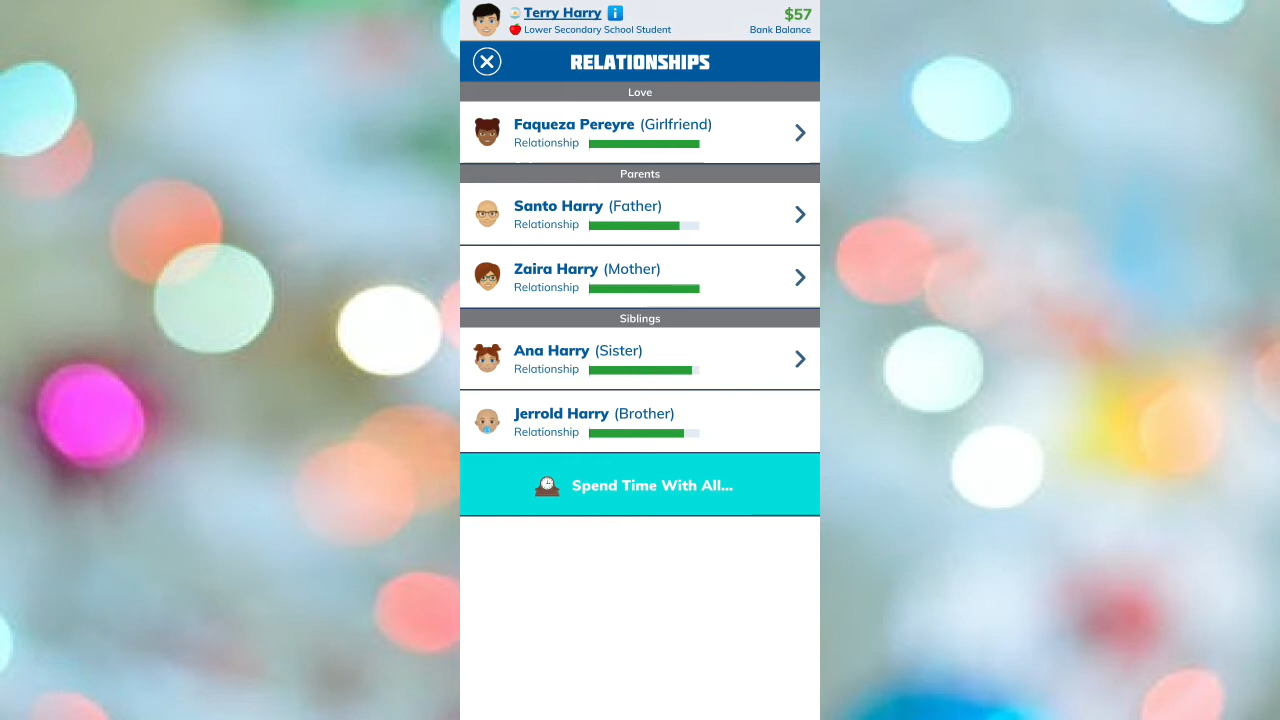 Terry Harry
$57
Lower Secondary School Student
Bank Balance
RELATIONSHIPS
Love
Faqueza Pereyre (Girlfriend)
Relationship
Parents
Santo Harry (Father)
Relationship
Zaira Harry (Mother)
Relationship
Siblings
Ana Harry (Sister)
Relationship
Jerrold Harry (Brother)
Relationship
Spend Time With All...